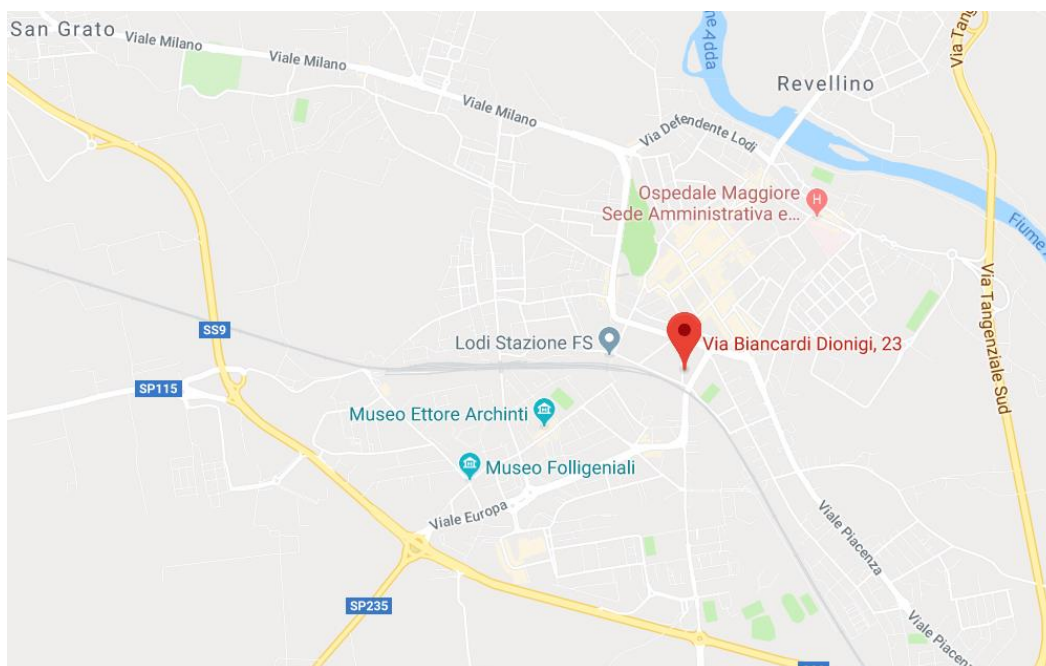 San Grato
Viale Milano
Viale Milano
Viale Milano
Via Defendente Lodi
Adda
Revellino
Ospedale Maggiore
Sede Amministrativa e...
H
Fiume
Via Tangenziale Sud
SS9
Lodi Stazione FS
Via Biancardi Dionigi, 23
SP115
Museo Ettore Archinti
Museo Folligeniali
Viale Europa
Viale Piacenza
SP235